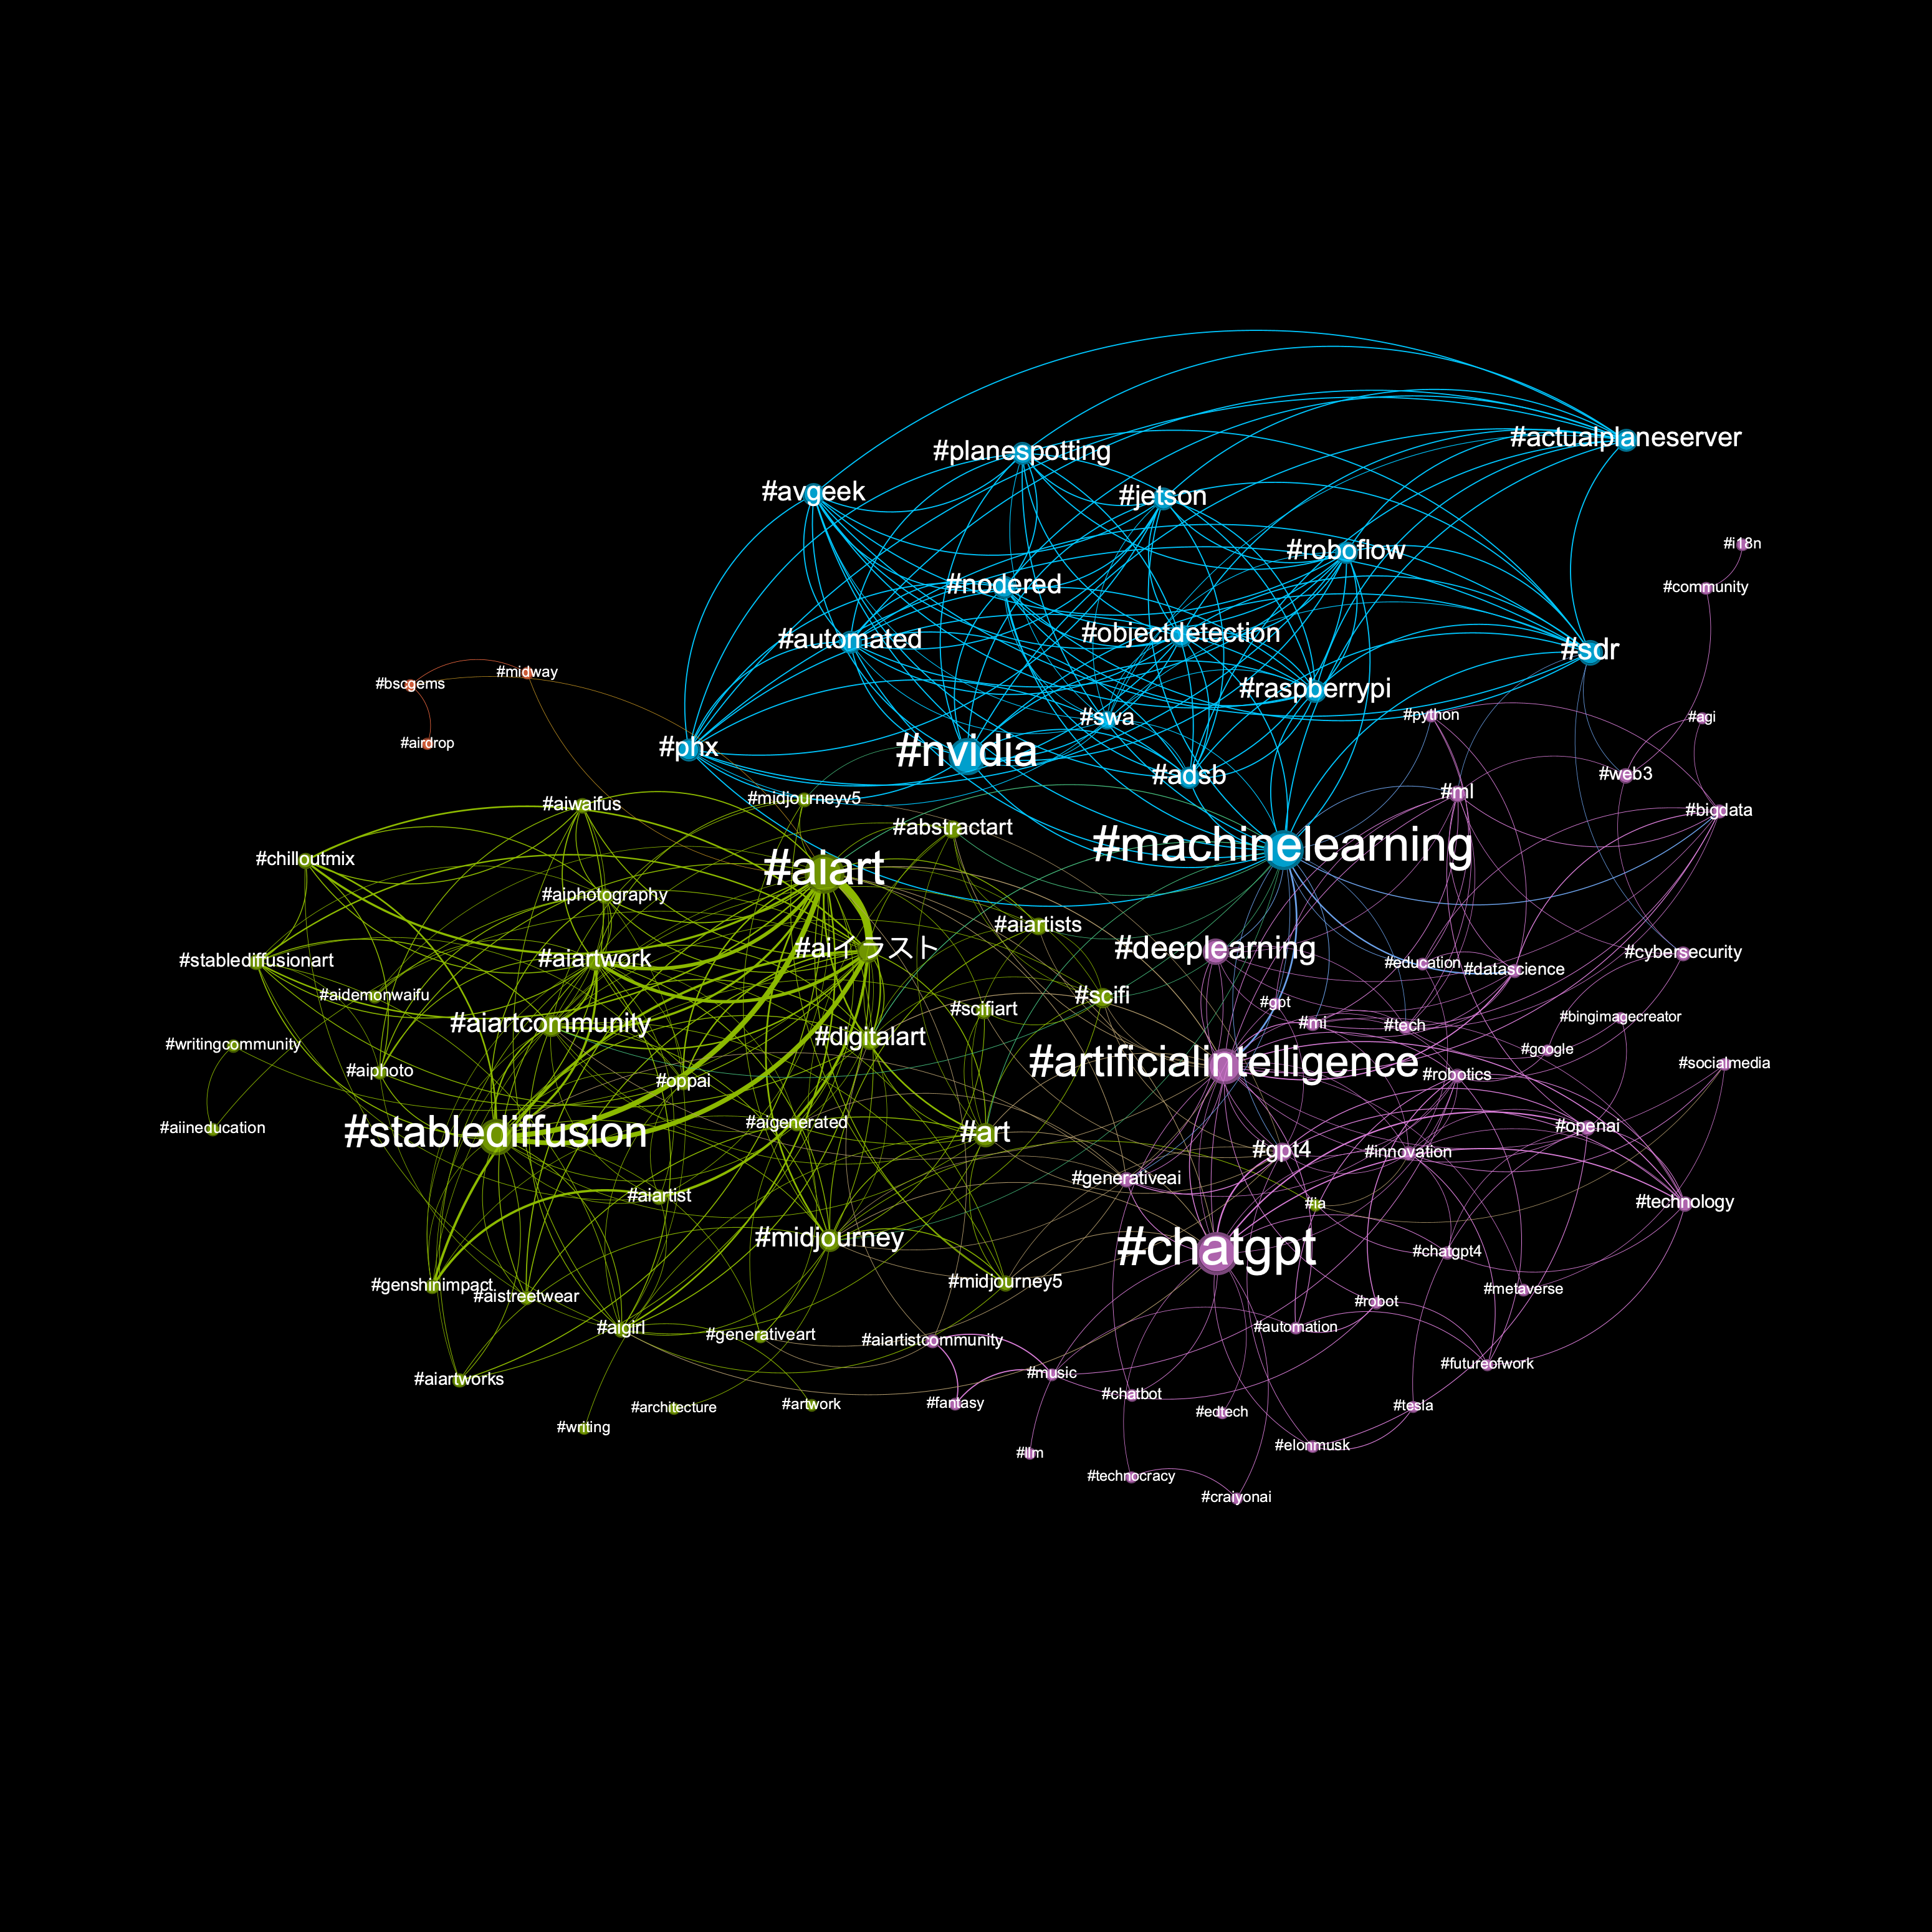 #actualplaneserver
#planespotting
#avgeek
#jetson
#roboflow
#i18n
#nodered
#community
#automated
#objectdetection
#sdr
#midway
#bscgems
#raspberrypi
#swa
#python
#agi
#airdrop
#phx
#nvidia
#adsb
#web3
#midjourneyv5
#ml
#aiwaifus
#bigdata
#abstractart
#machinelearning
#chilloutmix
#aiart
#aiphotography
#aiartists
#deeplearning
#aiイラスト
#cybersecurity
#stablediffusionart
#aiartwork
#education
#datascience
#aidemonwaifu
#scifi
#gpt
#scifiart
#bingimagecreator
#aiartcommunity
#mi
#tech
#digitalart
#writingcommunity
#google
#artificialintelligence
#socialmedia
#aiphoto
#oppai
#robotics
#aiineducation
#stablediffusion
#aigenerated
#art
#openai
#gpt4
#innovation
#generativeai
#aiartist
#ia
#technology
#midjourney
#chatgpt
#chatgpt4
#genshinimpact
#aistreetwear
#midjourney5
#metaverse
#robot
#aigirl
#generativeart
#aiartistcommunity
#automation
#futureofwork
#aiartworks
#music
#chatbot
#architecture
#artwork
#fantasy
#edtech
#tesla
#writing
#elonmusk
#llm
#technocracy
#craiyonai